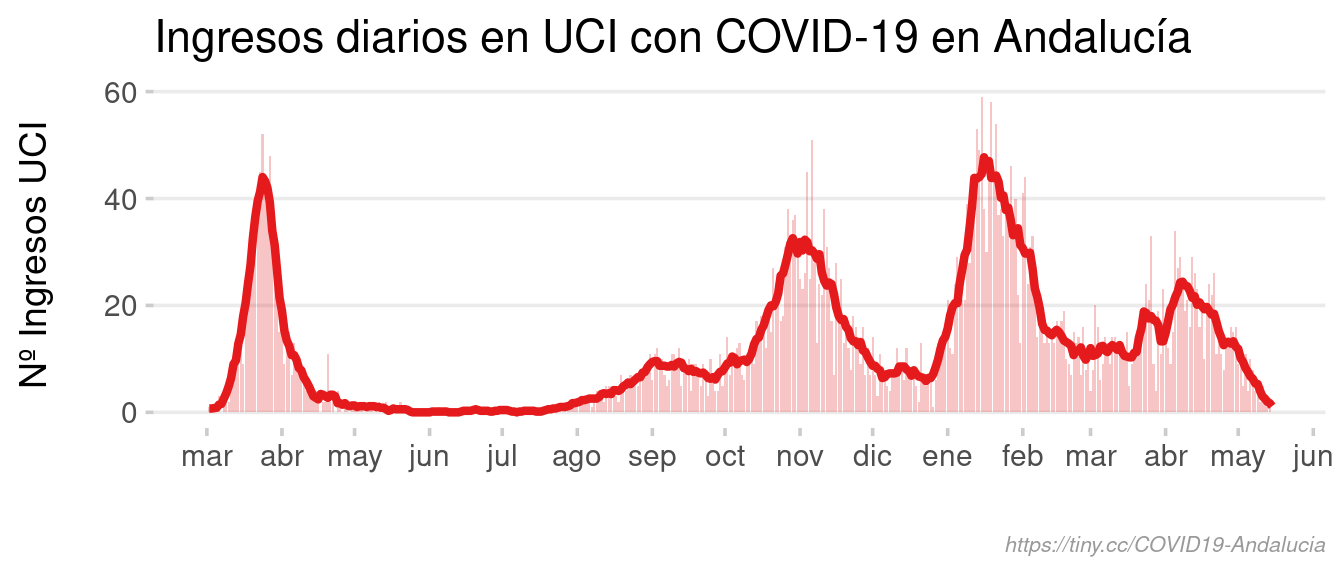 Ingresos diarios en UCI con COVID-19 en Andalucía
Nº Ingresos UCI
60
40
20
0
mar abr may jun jul ago sep oct nov dic ene feb mar abr may jun
https://tiny.cc/COVID19-Andalucia